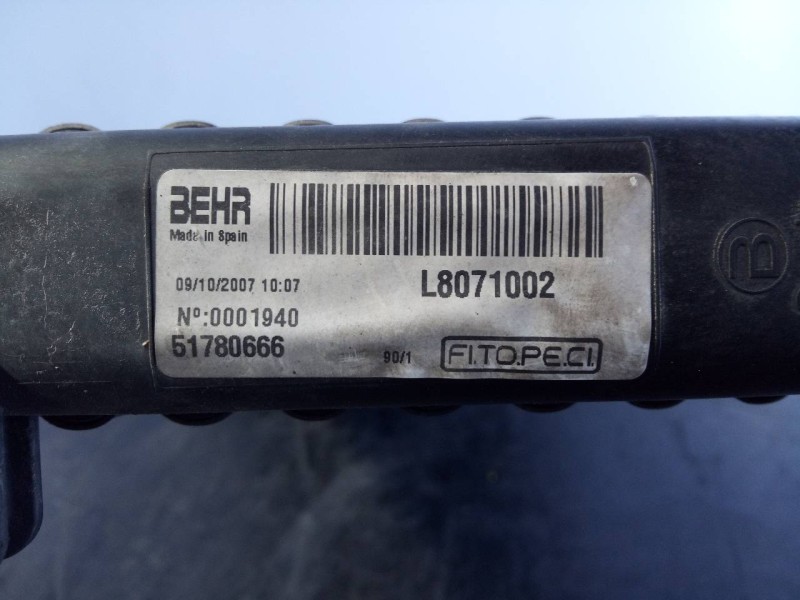 BEHR
Made in Spain
09/10/2007 10:07
L8071002
Nº:0001940
51780666
90/1
FI.TO.PE.CI.
B